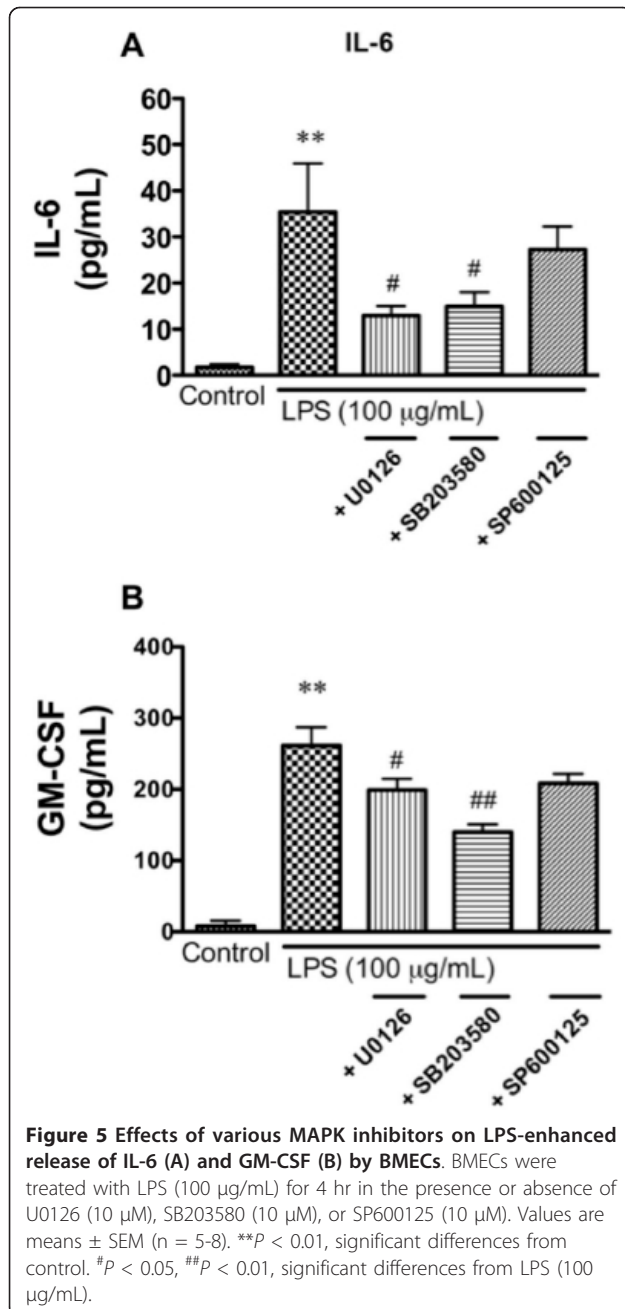 A
IL-6
IL-6
(pg/mL)
60
50
40
30
20
10
0
**
#
#
Control
LPS (100 μg/mL)
+ U0126
+ SB203580
+ SP600125
B
GM-CSF
(pg/mL)
400
300
200
100
0
**
#
##
Control
LPS (100 μg/mL)
+ U0126
+ SB203580
+ SP600125
Figure 5 Effects of various MAPK inhibitors on LPS-enhanced
release of IL-6 (A) and GM-CSF (B) by BMECs. BMECs were
treated with LPS (100 μg/mL) for 4 hr in the presence or absence of
U0126 (10 μM), SB203580 (10 μM), or SP600125 (10 μM). Values are
means ± SEM (n = 5-8). **P < 0.01, significant differences from
control. #P < 0.05, ##P < 0.01, significant differences from LPS (100
μg/mL).